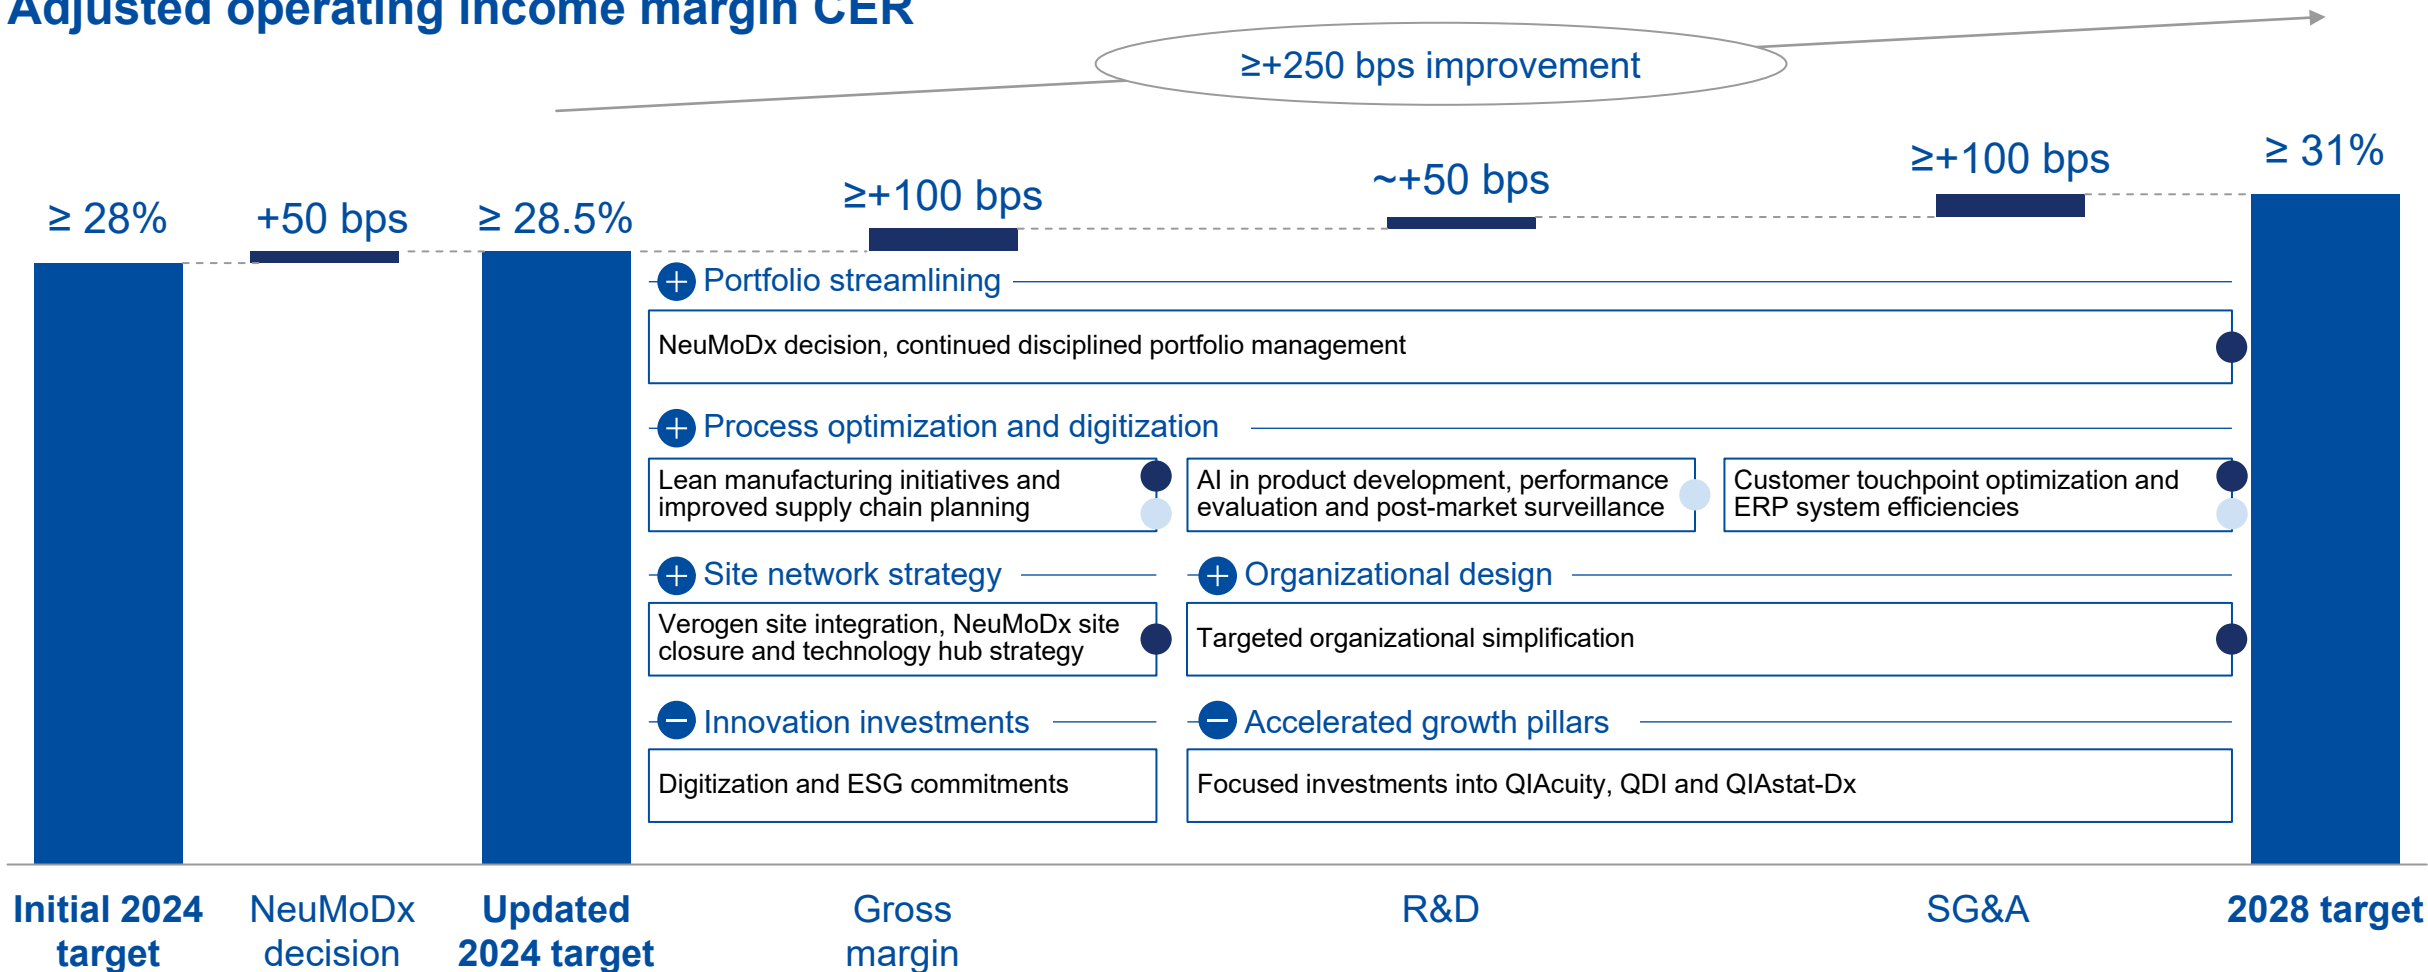 Adjusted operating income margin CER
≥+250 bps improvement
≥ 28%
+50 bps
≥ 28.5%
≥+100 bps
~+50 bps
≥+100 bps
≥ 31%
Portfolio streamlining
NeuMoDx decision, continued disciplined portfolio management
Process optimization and digitization
Lean manufacturing initiatives and
improved supply chain planning
AI in product development, performance
evaluation and post-market surveillance
Customer touchpoint optimization and
ERP system efficiencies
Site network strategy
Verogen site integration, NeuMoDx site
closure and technology hub strategy
Organizational design
Targeted organizational simplification
Innovation investments
Digitization and ESG commitments
Accelerated growth pillars
Focused investments into QIAcuity, QDI and QIAstat-Dx
Initial 2024
target
NeuMoDx
decision
Updated
2024 target
Gross
margin
R&D
SG&A
2028 target